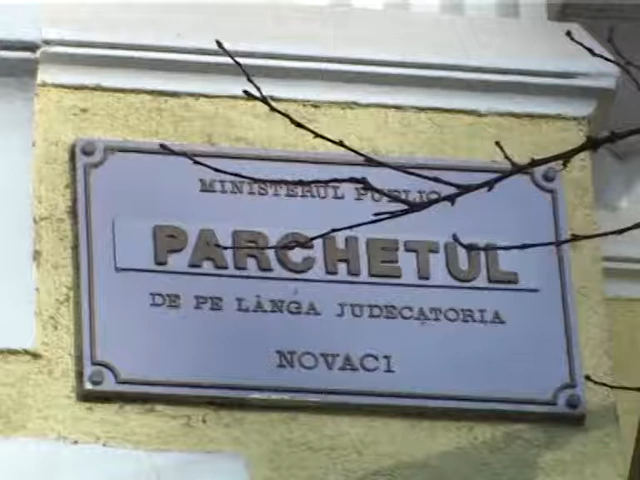 MINISTERUL PUBLIC
PARCHETUL
DE PE LÂNGA JUDECATORIA
NOVACI